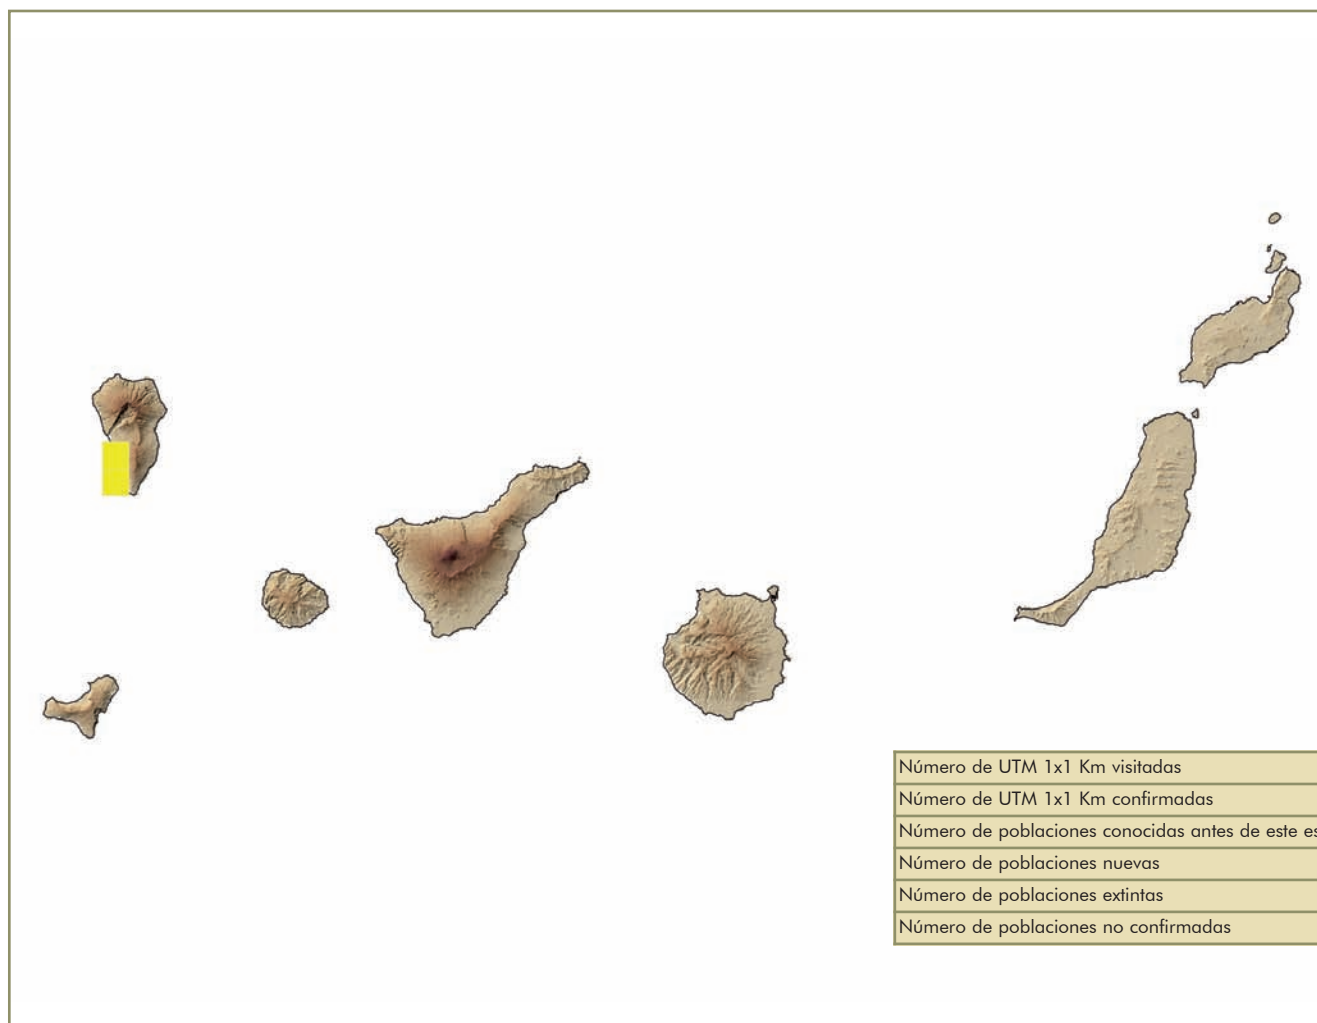 Número de UTM 1x1 Km visitadas
Número de UTM 1x1 Km confirmadas
Número de poblaciones conocidas antes de este
Número de poblaciones nuevas
Número de poblaciones extintas
Número de poblaciones no confirmadas